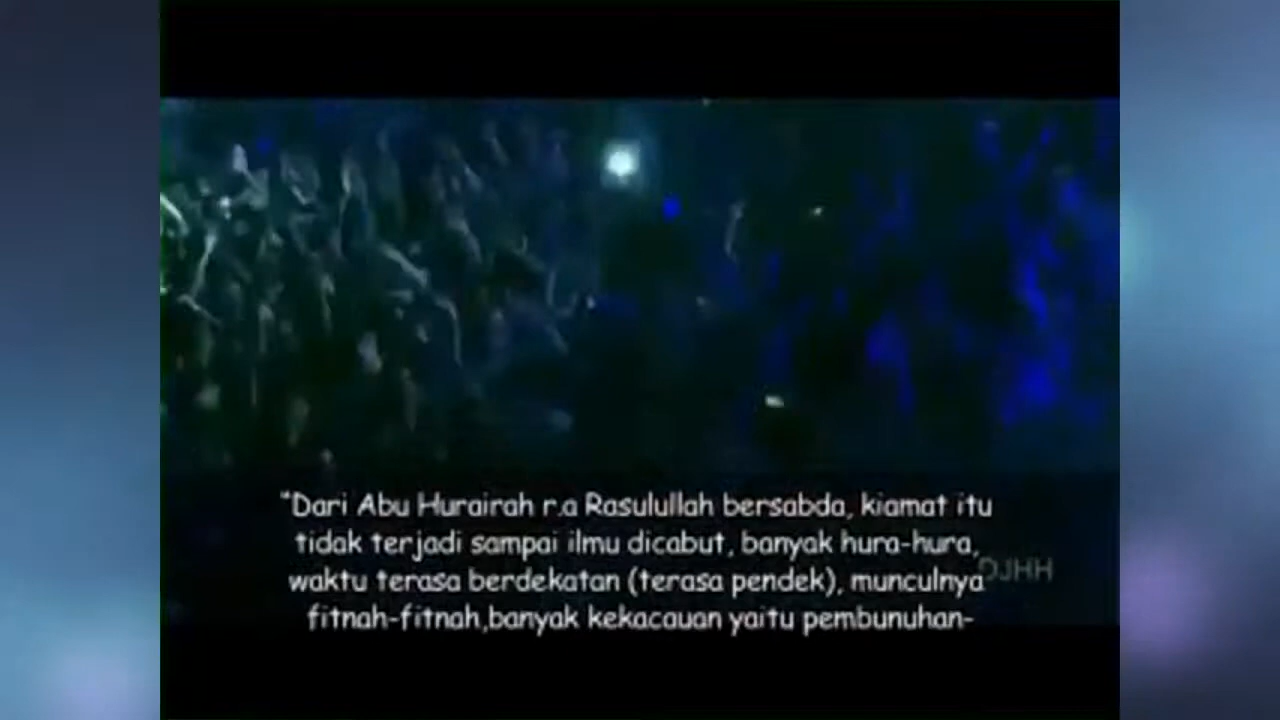 “Dari Abu Hurairah r.a Rasulullah bersabda, kiamat itu
tidak terjadi sampai ilmu dicabut, banyak hura-hura,
waktu terasa berdekatan (terasa pendek), munculnya
fitnah-fitnah,banyak kekacauan yaitu pembunuhan-
DJHH